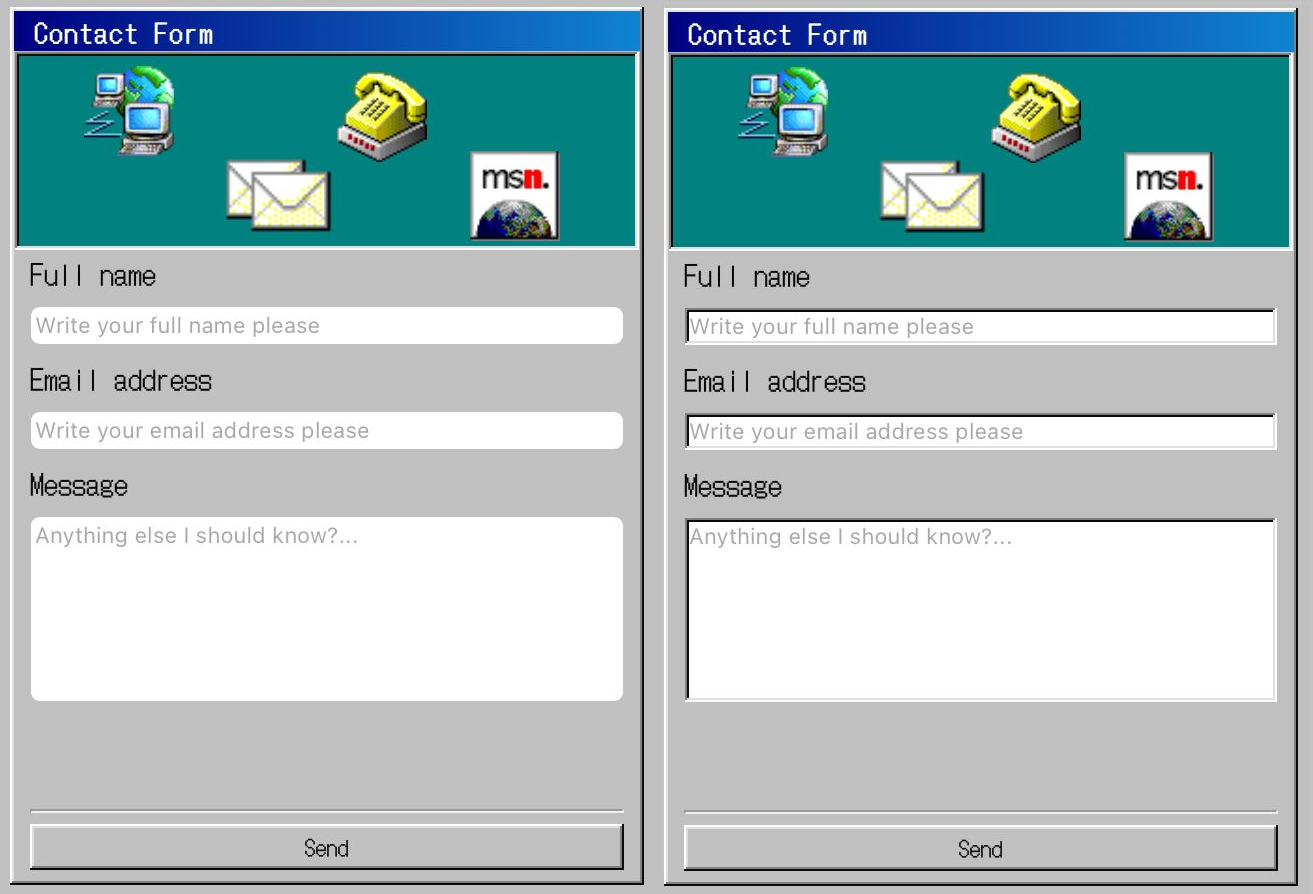 Contact Form
msn.
Full name
Write your full name please
Email address
Write your email address please
Message
Anything else I should know?...
Send
Contact Form
msn.
Full name
Write your full name please
Email address
Write your email address please
Message
Anything else I should know?...
Send